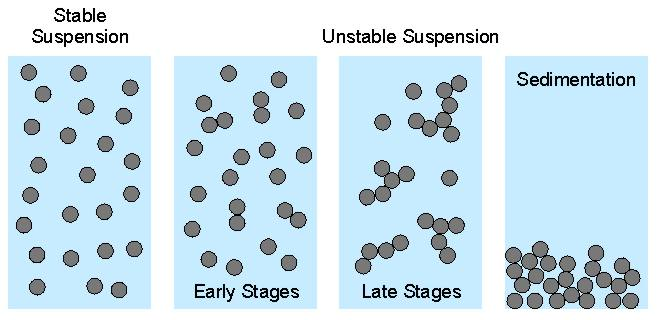 Stable
Suspension
Unstable Suspension
Sedimentation
Early Stages
Late Stages